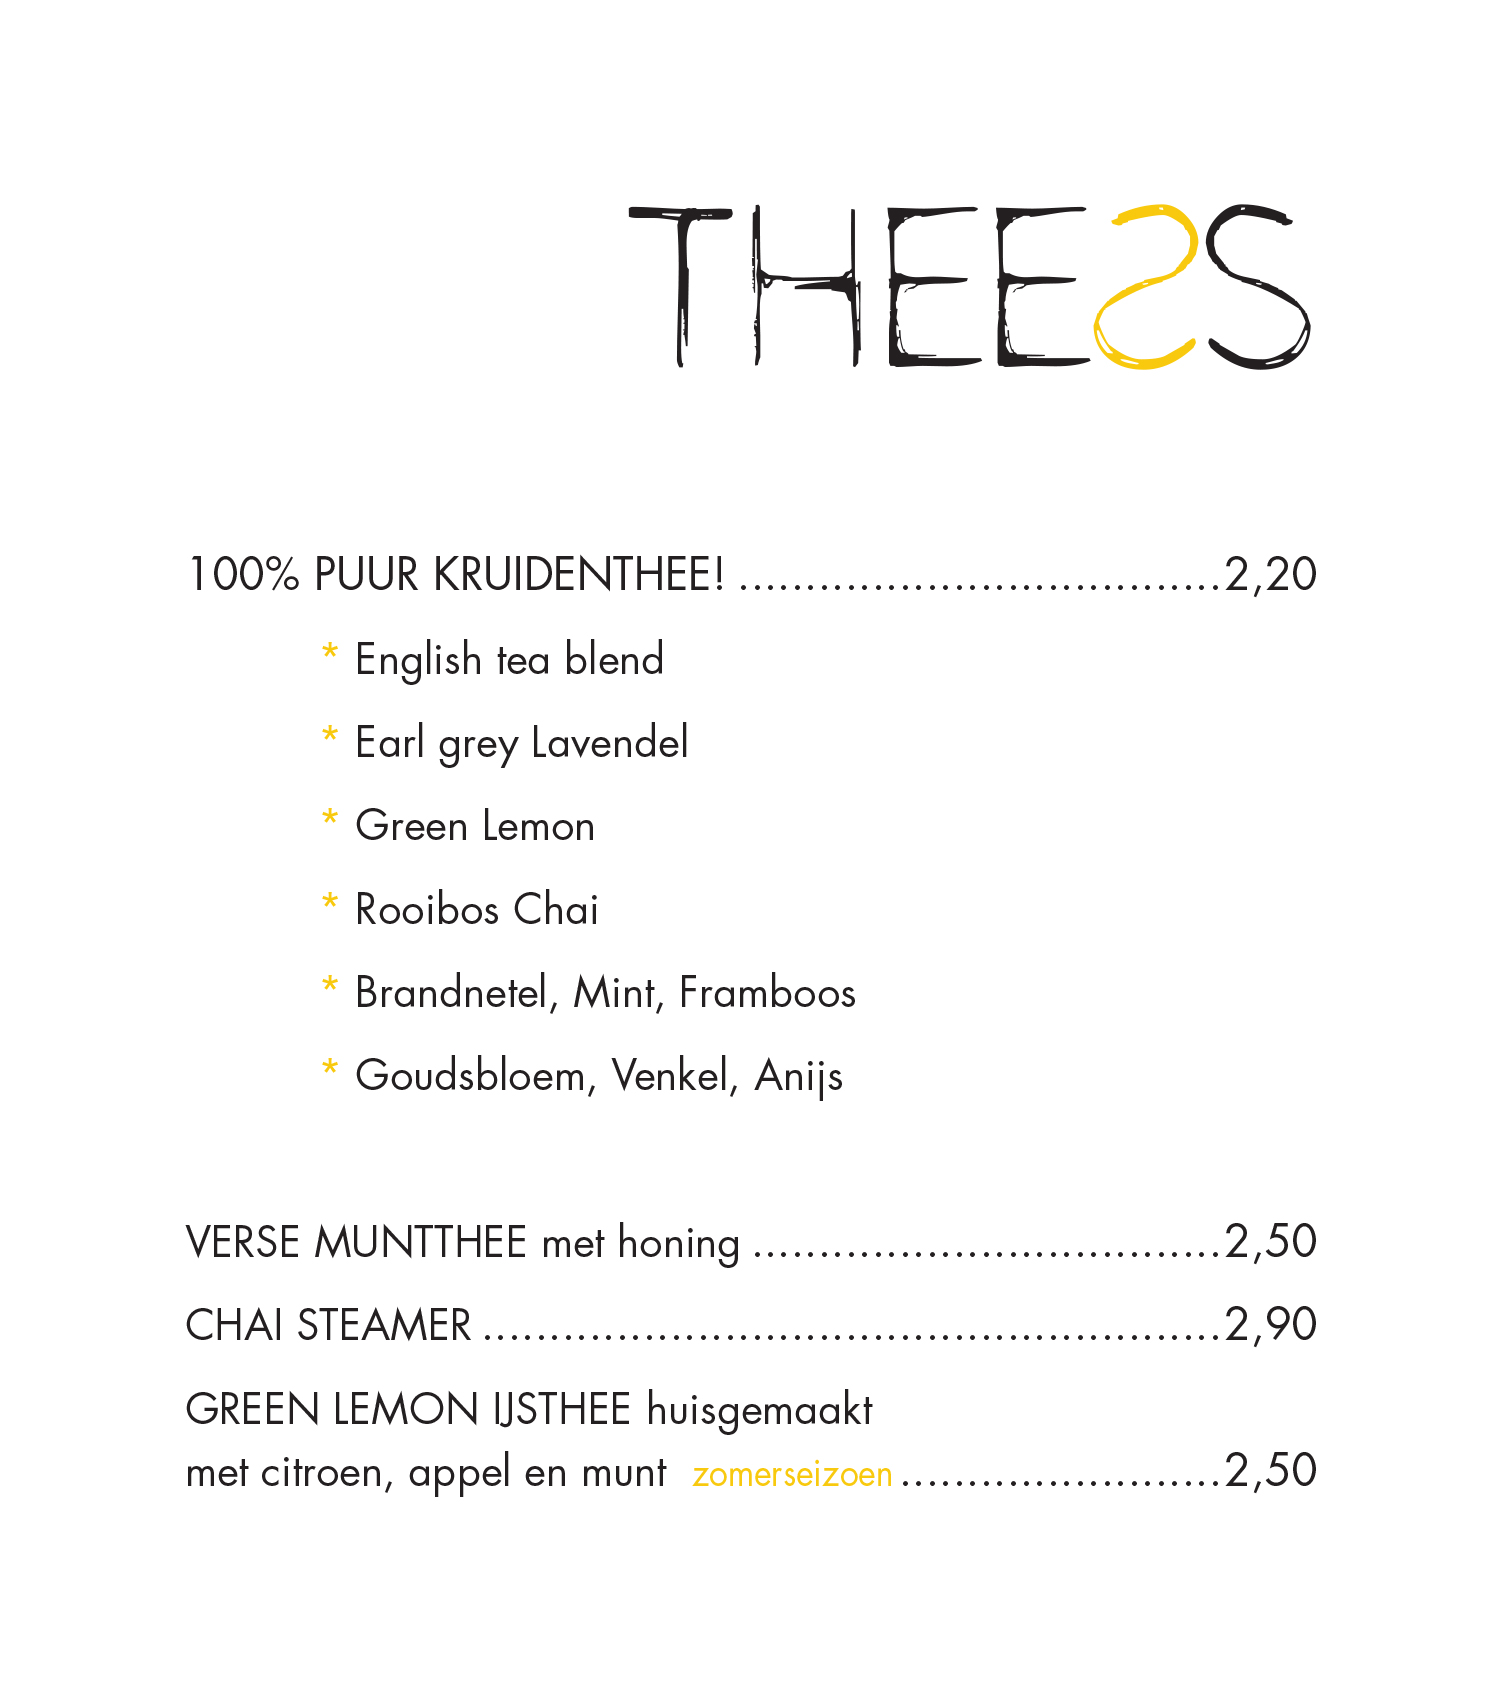 THEESS
100% PUUR KRUIDENTHEE! ....................................2,20
* English tea blend
* Earl grey Lavendel
* Green Lemon
* Rooibos Chai
* Brandnetel, Mint, Framboos
* Goudsbloem, Venkel, Anijs
VERSE MUNTTHEE met honing ...................................2,50
CHAI STEAMER .......................................................2,90
GREEN LEMON IJSTHEE huisgemaakt
met citroen, appel en munt zomerseizoen ........................2,50